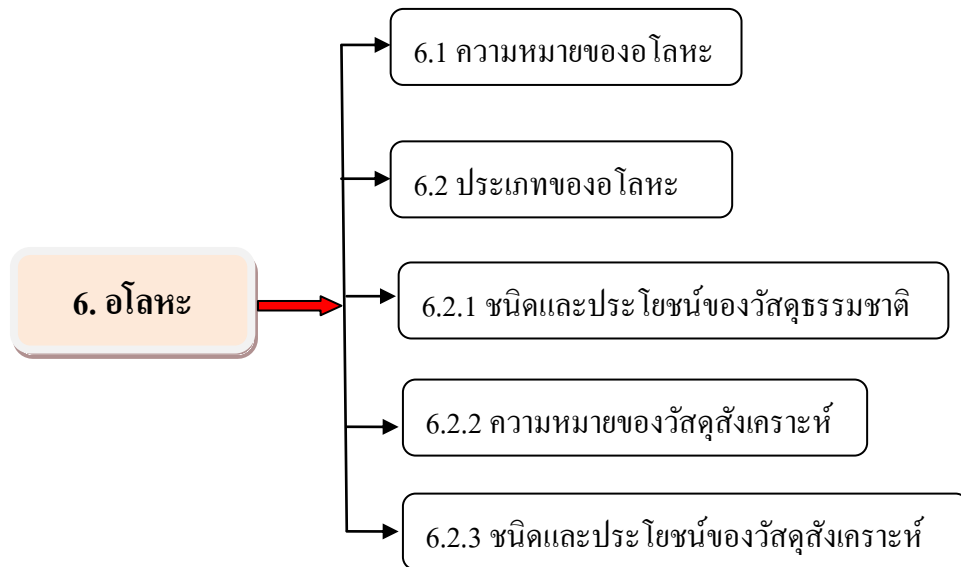 6.1 ความหมายของอโลหะ
6.2 ประเภทของอโลหะ
6. อโลหะ
6.2.1 ชนิดและประโยชน์ของวัสดุธรรมชาติ
6.2.2 ความหมายของวัสดุสังเคราะห์
6.2.3 ชนิดและประโยชน์ของวัสดุสังเคราะห์